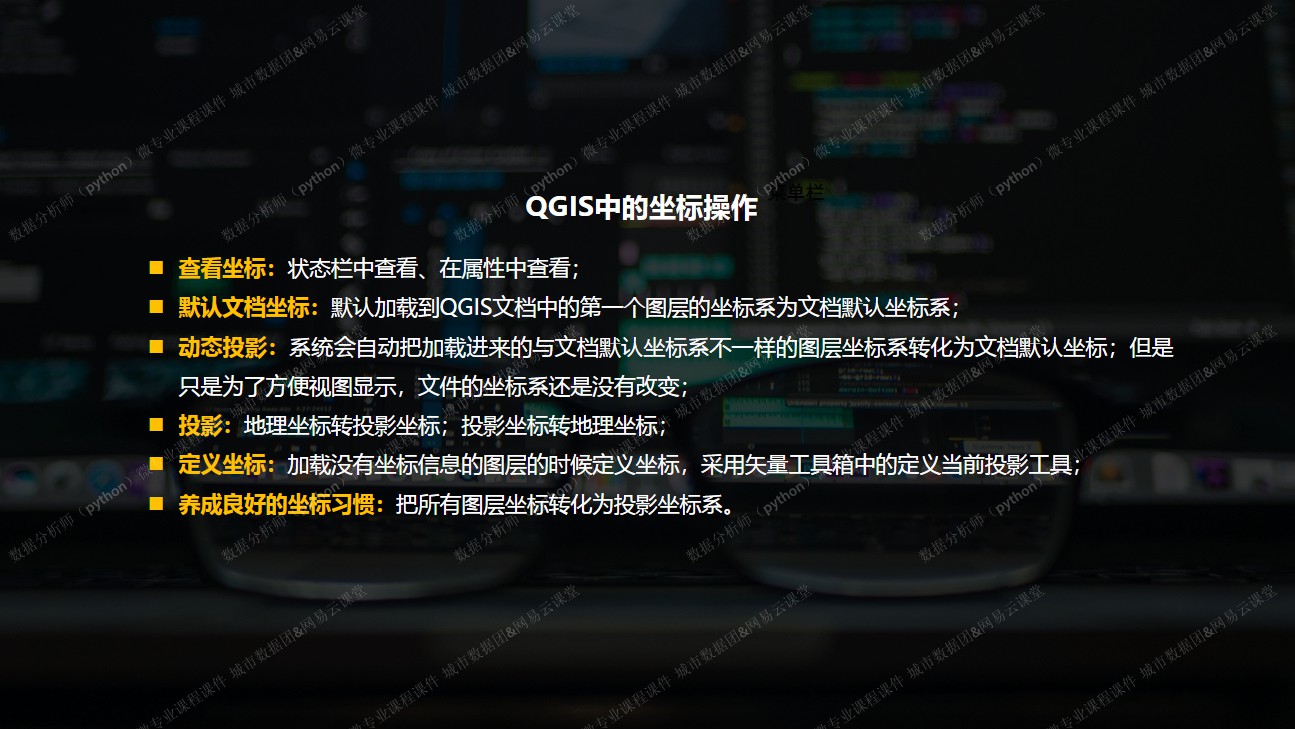 菜单栏
QGIS中的坐标操作
■ 查看坐标：状态栏中查看、在属性中查看；
■ 默认文档坐标：默认加载到QGIS文档中的第一个图层的坐标系为文档默认坐标系；
■ 动态投影：系统会自动把加载进来的与文档默认坐标系不一样的图层坐标系转化为文档默认坐标；但是
只是为了方便视图显示，文件的坐标系还是没有改变；
■ 投影：地理坐标转投影坐标；投影坐标转地理坐标；
■ 定义坐标：加载没有坐标信息的图层的时候定义坐标，采用矢量工具箱中的定义当前投影工具；
■ 养成良好的坐标习惯：把所有图层坐标转化为投影坐标系。
数据分析师（python）微专业课程课件 城市数据团&网易云课堂